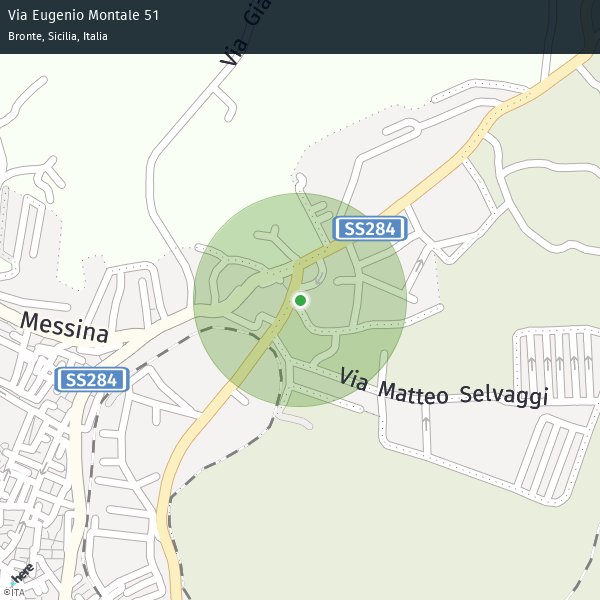 Via Eugenio Montale 51
Bronte, Sicilia, Italia
Via Gia
SS284
Messina
SS284
Via Matteo Selvaggi
here
©ITA